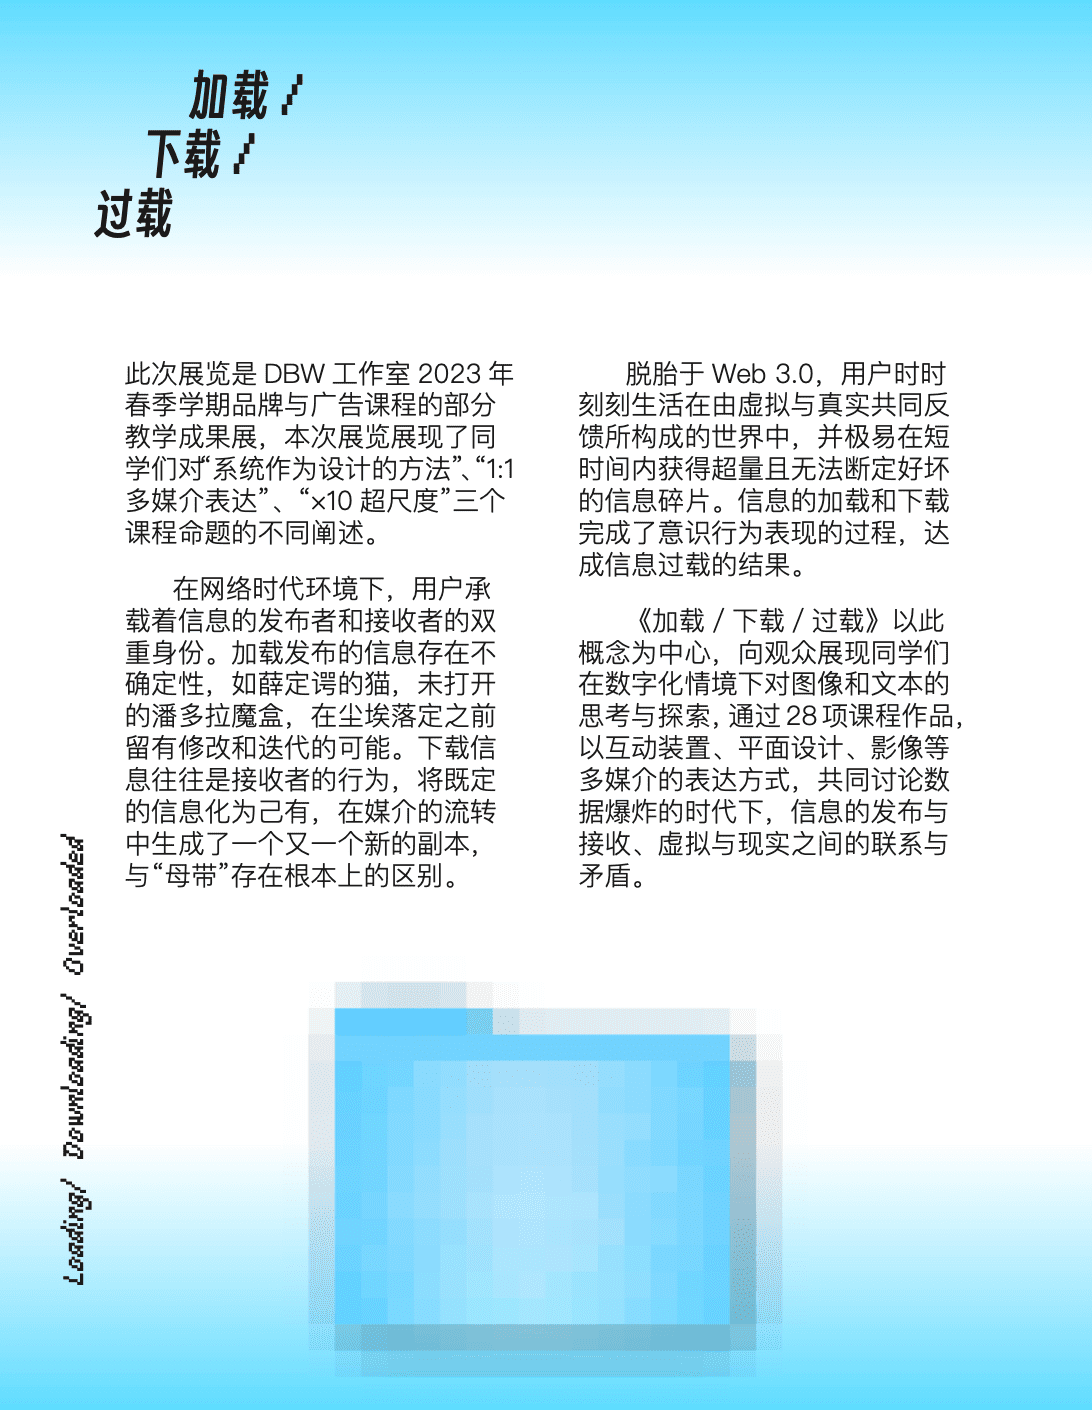 加载 /
下载 /
过载
此次展览是 DBW 工作室 2023 年
春季学期品牌与广告课程的部分
教学成果展，本次展览展现了同
学们对“系统作为设计的方法”、“1:1
多媒介表达”、“×10 超尺度”三个
课程命题的不同阐述。
在网络时代环境下，用户承
载着信息的发布者和接收者的双
重身份。加载发布的信息存在不
确定性，如薛定谔的猫，未打开
的潘多拉魔盒，在尘埃落定之前
留有修改和迭代的可能。下载信
息往往是接收者的行为，将既定
的信息化为己有，在媒介的流转
中生成了一个又一个新的副本，
与“母带”存在根本上的区别。
脱胎于 Web 3.0，用户时时
刻刻生活在由虚拟与真实共同反
馈所构成的世界中，并极易在短
时间内获得超量且无法断定好坏
的信息碎片。信息的加载和下载
完成了意识行为表现的过程，达
成信息过载的结果。
《加载 / 下载 / 过载》以此
概念为中心，向观众展现同学们
在数字化情境下对图像和文本的
思考与探索，通过 28 项课程作品，
以互动装置、平面设计、影像等
多媒介的表达方式，共同讨论数
据爆炸的时代下，信息的发布与
接收、虚拟与现实之间的联系与
矛盾。
Loading/ Downloading/ Overloaded